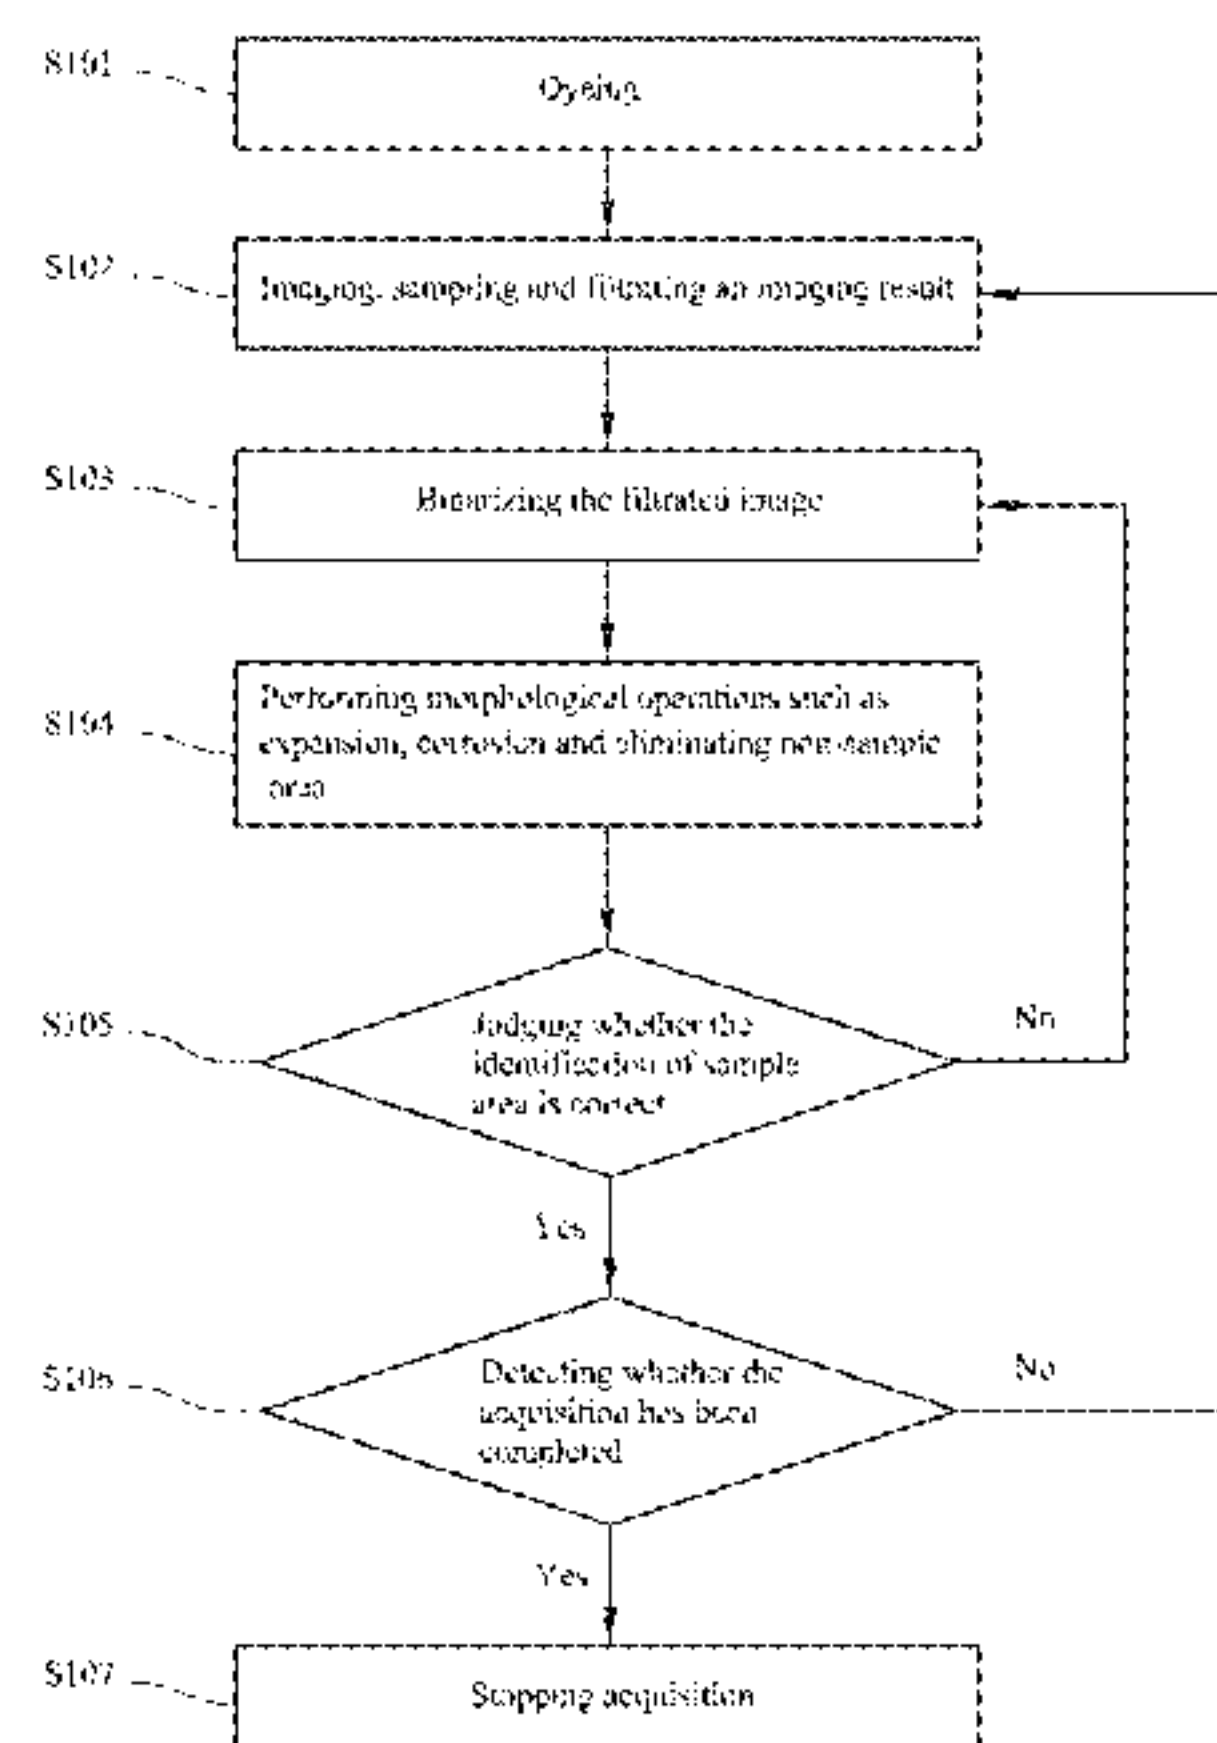 S101
Dyeing
S102
Imaging, sampling and filtrating an imaging result
S103
Binarizing the filtrated image
S104
Performing morphological operations such as
expansion, corrosion and eliminating non-sample
area
S105
Judging whether the
identification of sample
area is correct
No
Yes
S106
Detecting whether the
acquisition has been
completed
No
Yes
S107
Stopping acquisition